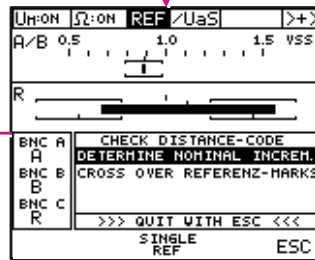 UH:ON Ω:ON REF /UaS >+>
A/B 0.5 1.0 1.5 VSS
R
BNC A CHECK DISTANCE-CODE
A DETERMINE NOMINAL INCREM.
BNC B CROSS OVER REFERENZ-MARKS
B
BNC C
R >>> QUIT WITH ESC <<<
SINGLE
REF ESC